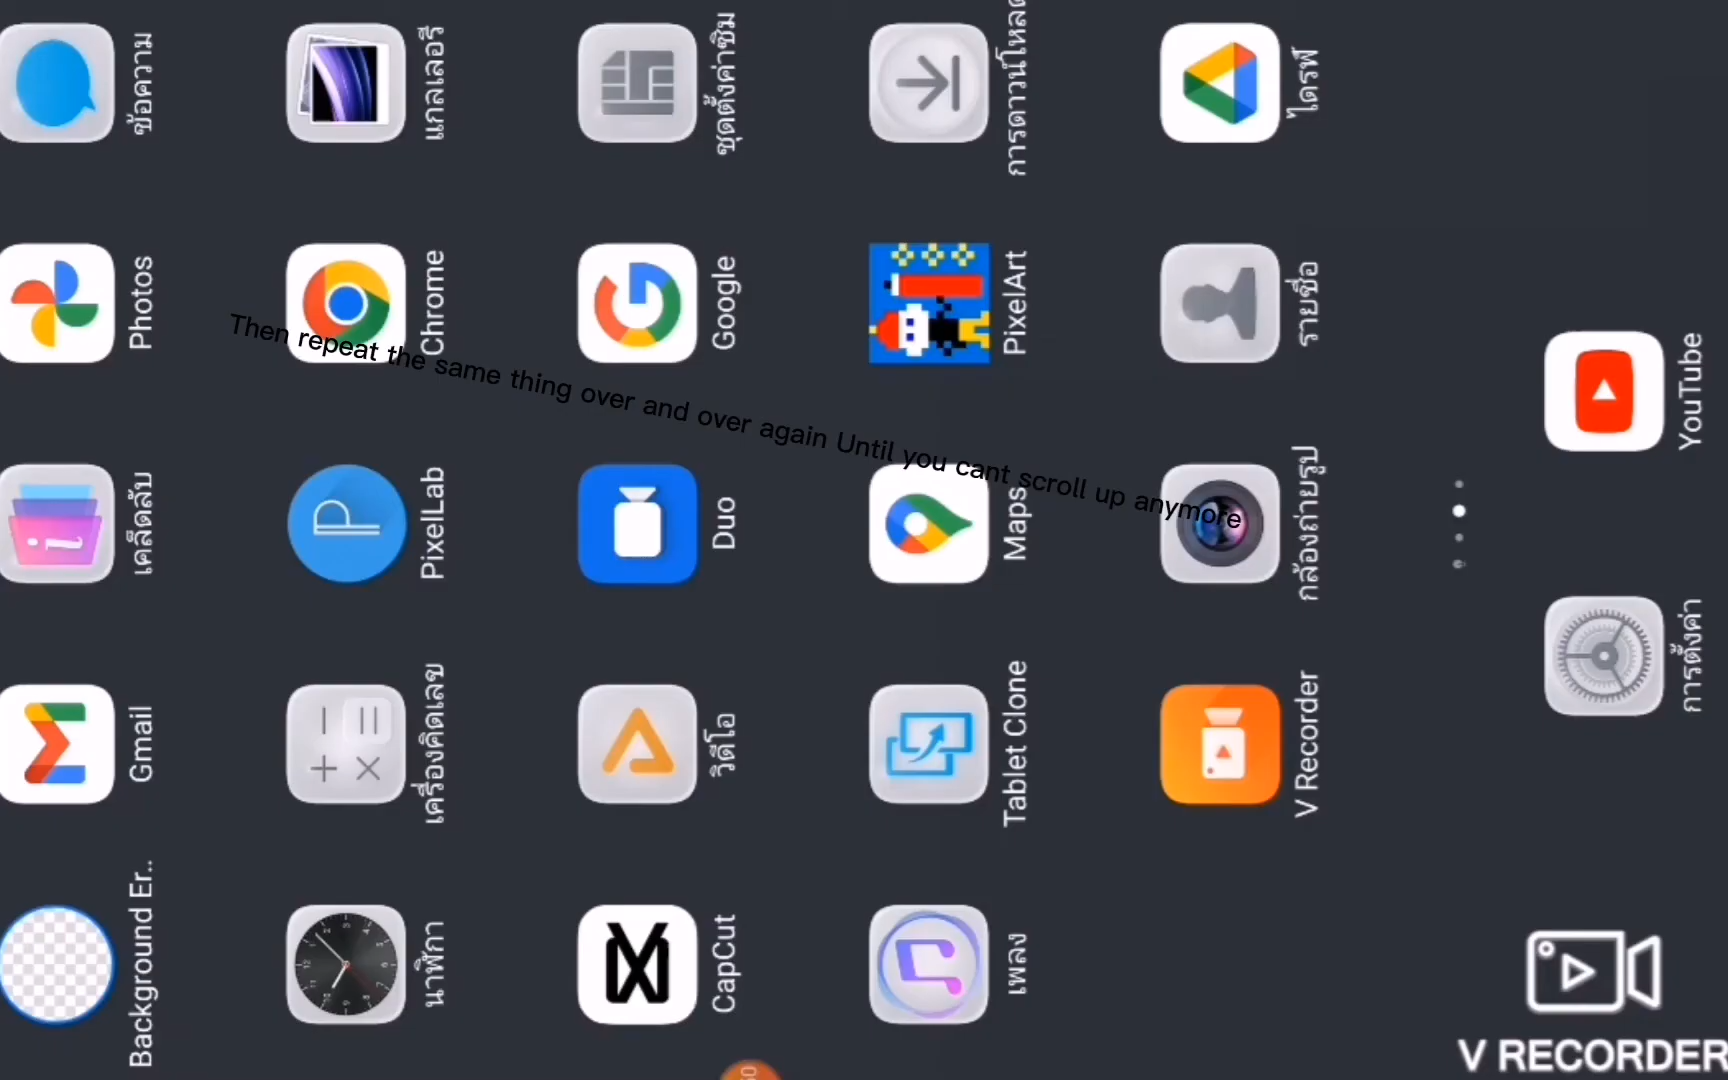 Background Er..
Gmail
เคล็ดลับ
Photos
ข้อความ
นาฬิกา
เครื่องคิดเลข
PixelLab
Chrome
แกลเลอรี
CapCut
วิดีโอ
Duo
Google
ชุดตั้งค่าซิม
เพลง
Tablet Clone
Maps
PixelArt
การดาวน์โหลด
V Recorder
กล้องถ่ายรูป
รายชื่อ
ไดรฟ์
การตั้งค่า
YouTube
Then repeat the same thing over and over again Until you cant scroll up anymore
V RECORDER